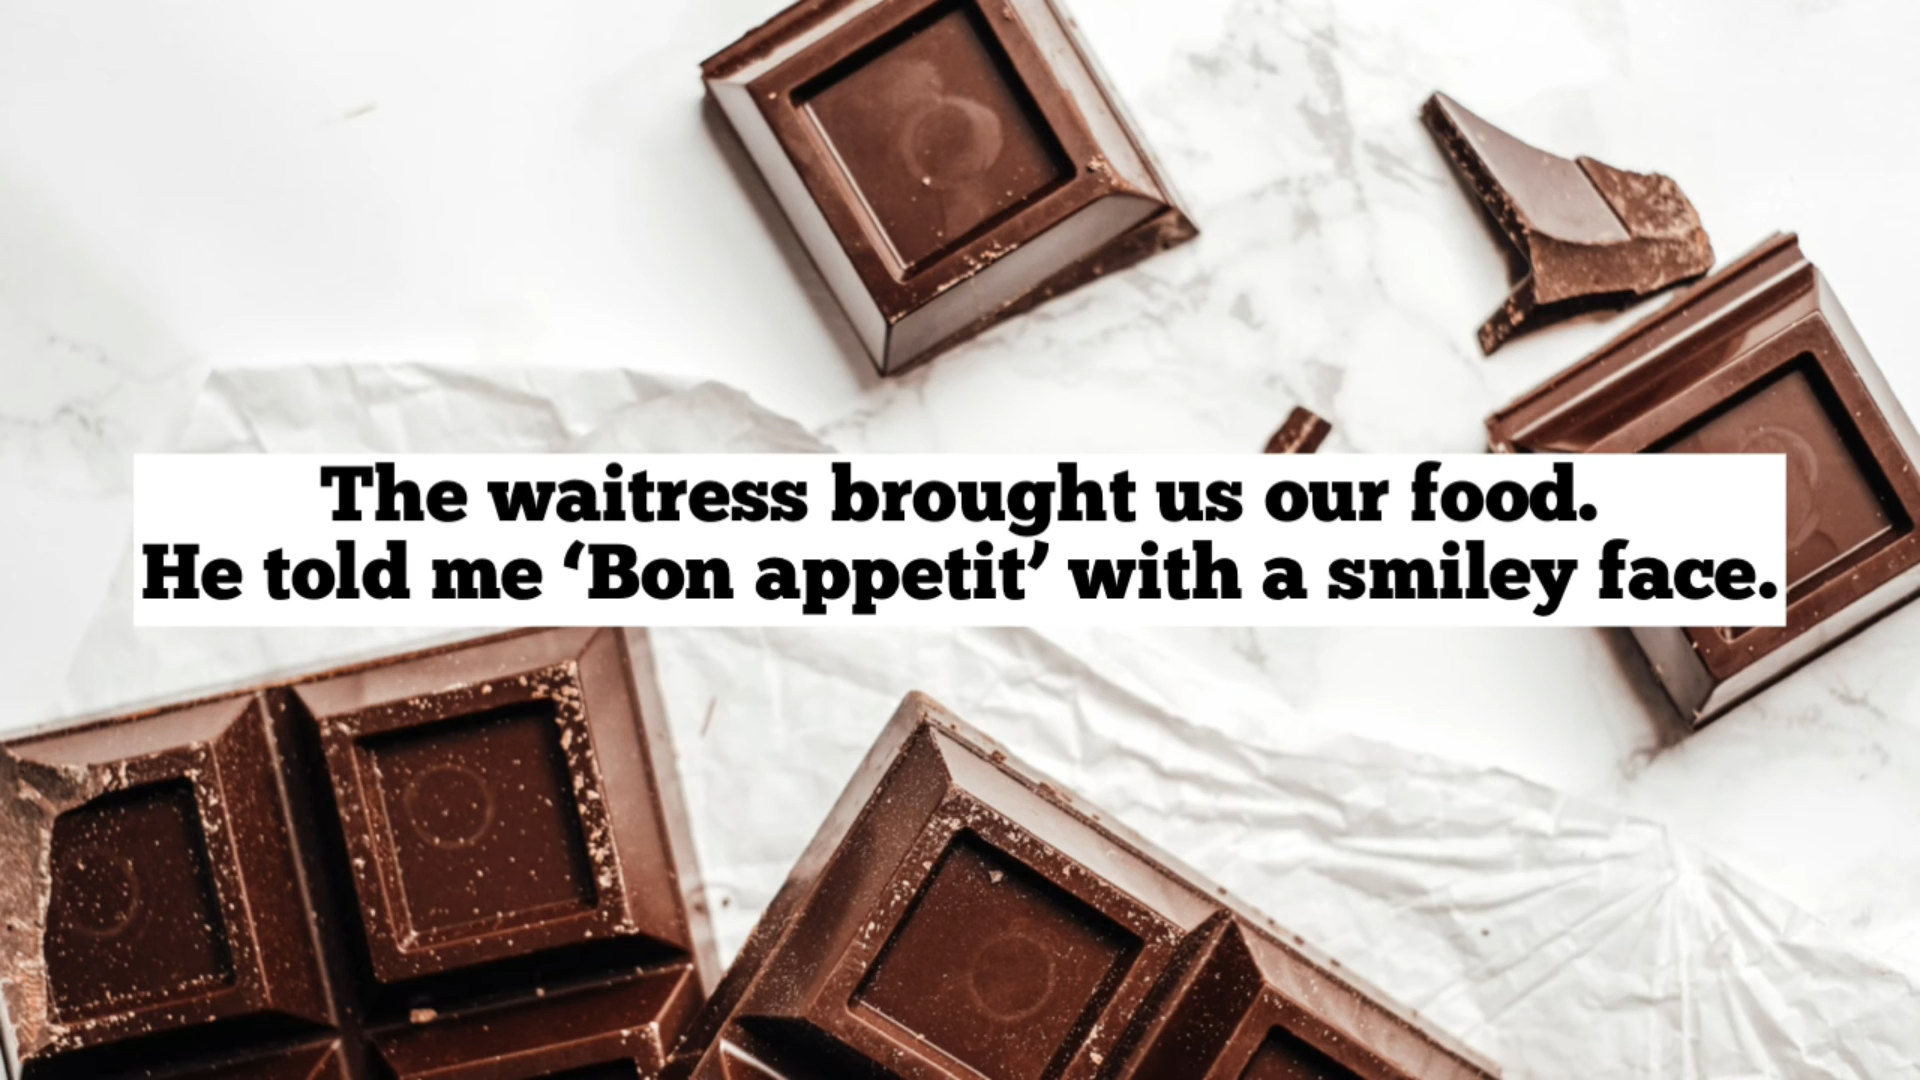 The waitress brought us our food.
He told me ‘Bon appetit’ with a smiley face.